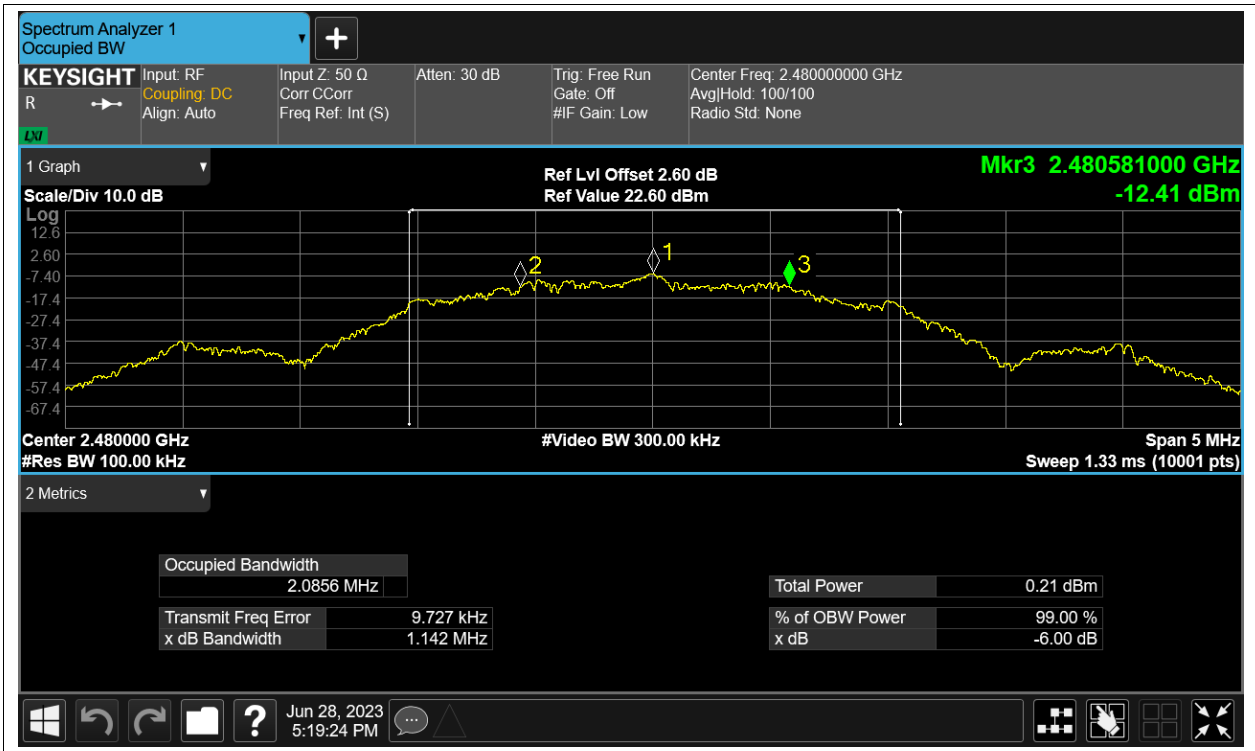 Spectrum Analyzer 1
Occupied BW
KEYSIGHT
R
LXI
Input: RF
Coupling: DC
Align: Auto
Input Z: 50 Ω
Corr CCorr
Freq Ref: Int (S)
Atten: 30 dB
Trig: Free Run
Gate: Off
#IF Gain: Low
Center Freq: 2.480000000 GHz
Avg|Hold: 100/100
Radio Std: None
1 Graph
Scale/Div 10.0 dB
Ref Lvl Offset 2.60 dB
Ref Value 22.60 dBm
Mkr3 2.480581000 GHz
-12.41 dBm
Log
12.6
2.60
-7.40
-17.4
-27.4
-37.4
-47.4
-57.4
-67.4
2
1
3
Center 2.480000 GHz
#Res BW 100.00 kHz
#Video BW 300.00 kHz
Span 5 MHz
Sweep 1.33 ms (10001 pts)
2 Metrics
Occupied Bandwidth
2.0856 MHz
Transmit Freq Error 9.727 kHz
x dB Bandwidth 1.142 MHz
Total Power 0.21 dBm
% of OBW Power 99.00 %
x dB -6.00 dB
?
Jun 28, 2023
5:19:24 PM